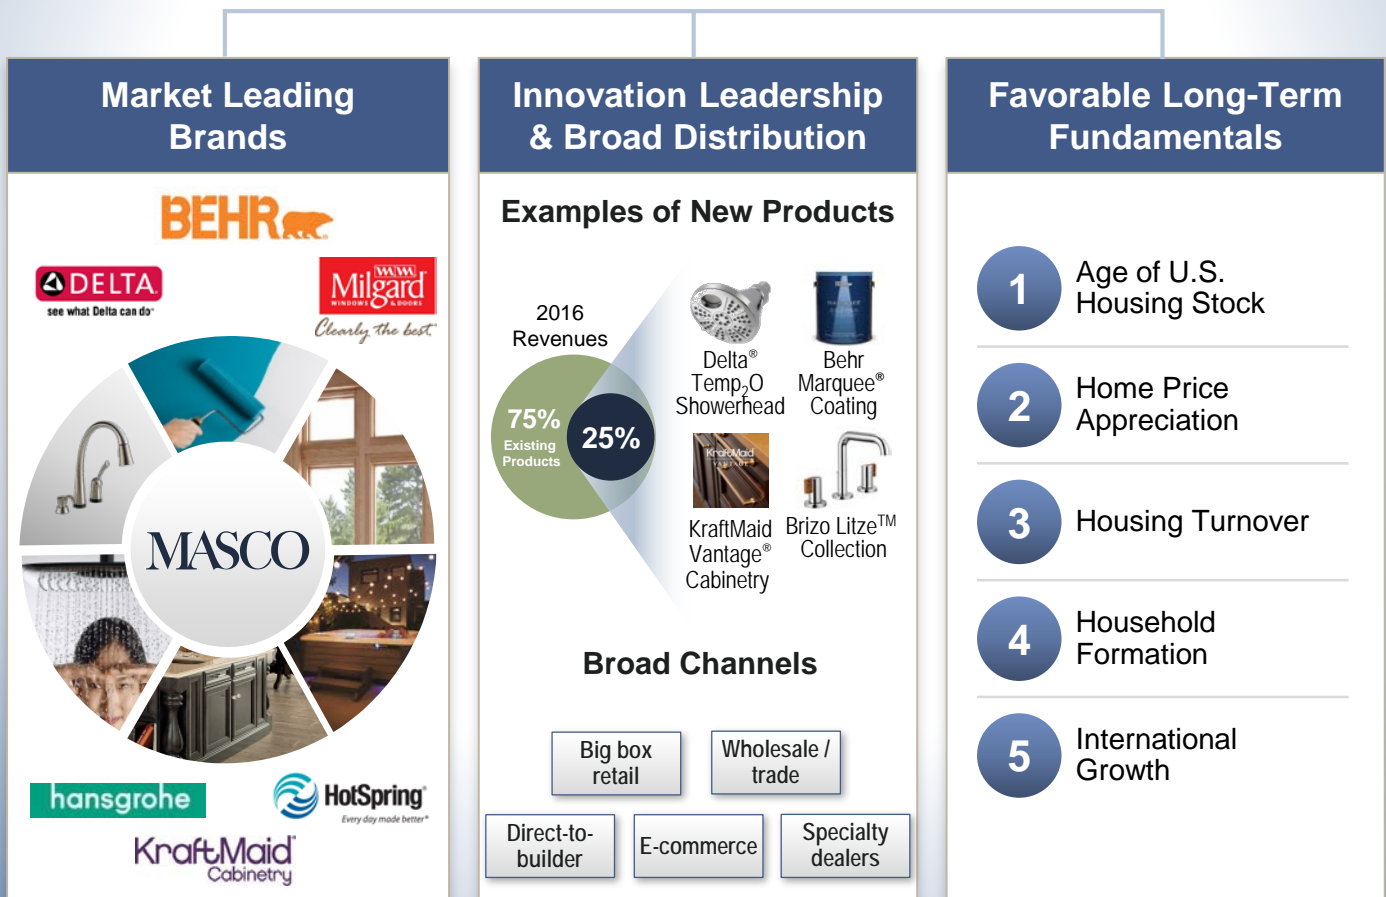 Market Leading
Brands
BEHR
DELTA
see what Delta can do
Milgard
WINDOWS & DOORS
Clearly the best.
MASCO
hansgrohe
HotSpring
Every day made better
KraftMaid
Cabinetry
Innovation Leadership
& Broad Distribution
Examples of New Products
2016
Revenues
75%
Existing
Products
25%
Delta®
Temp₂O
Showerhead
Behr
Marquee®
Coating
KraftMaid
VANTAGE
KraftMaid
Vantage®
Cabinetry
Brizo Litze™
Collection
Broad Channels
Big box
retail
Wholesale /
trade
Direct-to-
builder
E-commerce
Specialty
dealers
Favorable Long-Term
Fundamentals
1
Age of U.S.
Housing Stock
2
Home Price
Appreciation
3
Housing Turnover
4
Household
Formation
5
International
Growth